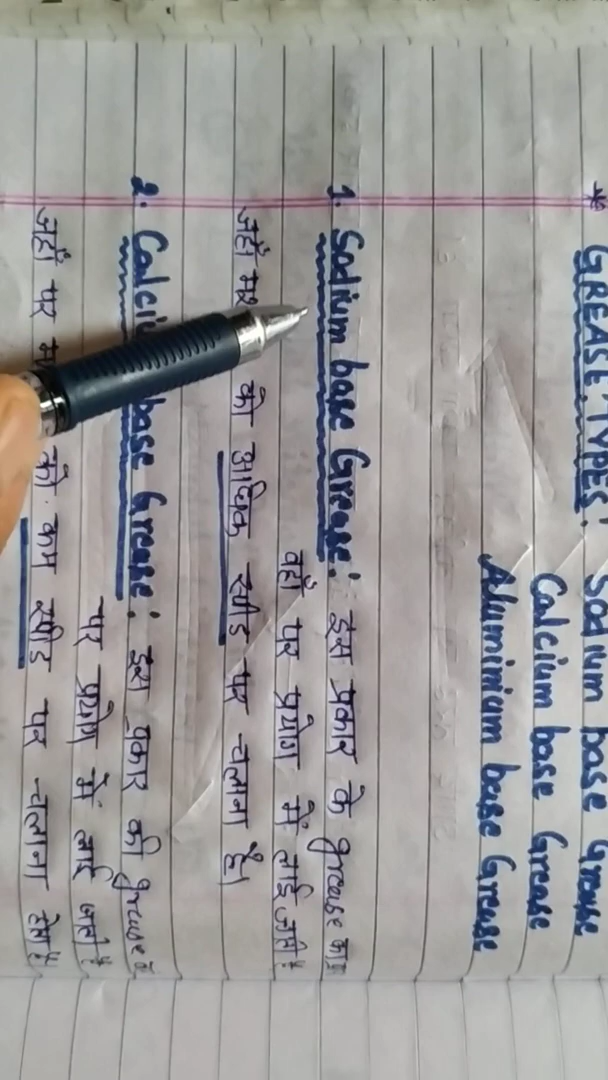 * GREASE TYPES: Sodium base Grease
Calcium base Grease
Aluminium base Grease
1. Sodium base Grease: इस प्रकार के grease का
वहाँ पर प्रयोग में लाई जाते है
जहाँ पर को अधिक स्पीड पर चलाना है।
2. Calcium base Grease: इस प्रकार की grease
पर प्रयोग में लाई जाते है
जहाँ पर को कम स्पीड पर चलाना होता है